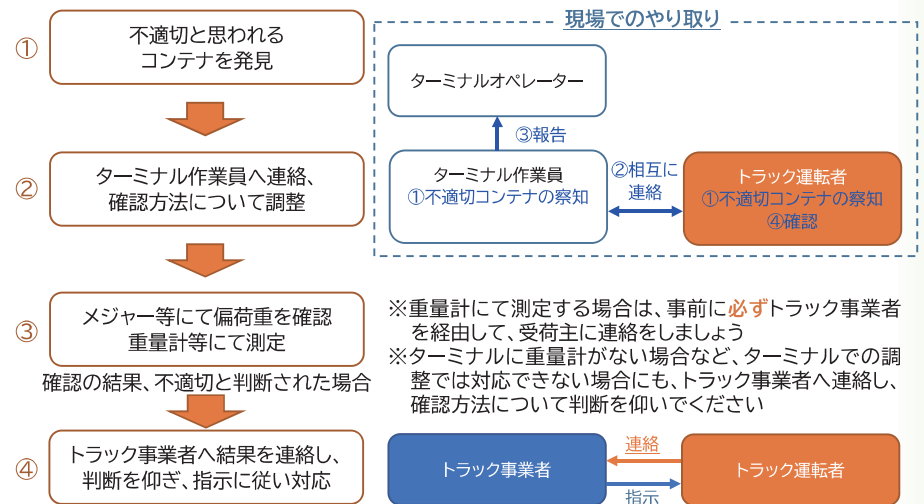 ①
不適切と思われる
コンテナを発見
②
ターミナル作業員へ連絡、
確認方法について調整
③
メジャー等にて偏荷重を確認
重量計等にて測定
確認の結果、不適切と判断された場合
④
トラック事業者へ結果を連絡し、
判断を仰ぎ、指示に従い対応
現場でのやり取り
ターミナルオペレーター
③報告
ターミナル作業員
①不適切コンテナの察知
②相互に
連絡
トラック運転者
①不適切コンテナの察知
④確認
※重量計にて測定する場合は、事前に必ずトラック事業者
を経由して、受荷主に連絡をしましょう
※ターミナルに重量計がない場合など、ターミナルでの調
整では対応できない場合にも、トラック事業者へ連絡し、
確認方法について判断を仰いでください
トラック事業者
連絡
指示
トラック運転者